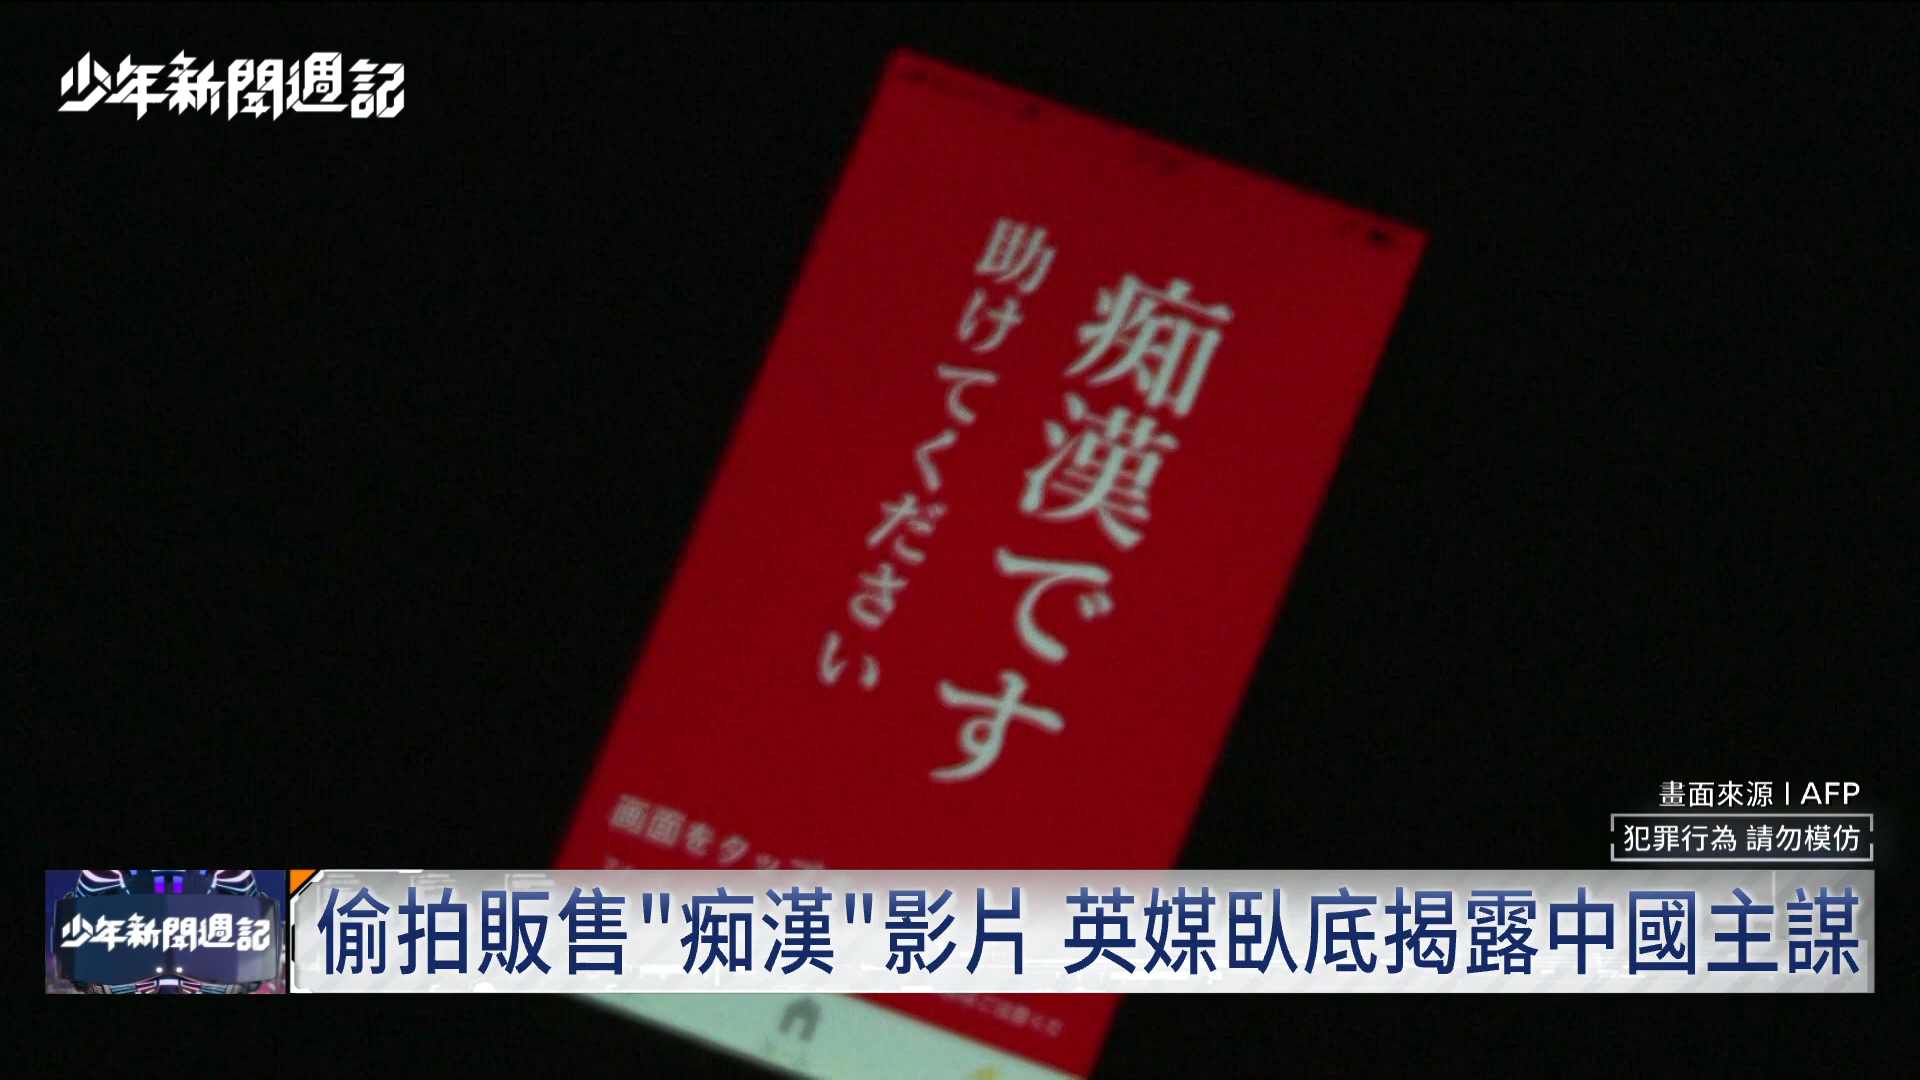 少年新聞週記
痴漢です
助けてください
画面をタップ
畫面來源 | AFP
犯罪行為 請勿模仿
少年新聞週記
偷拍販售"痴漢"影片 英媒臥底揭露中國主謀